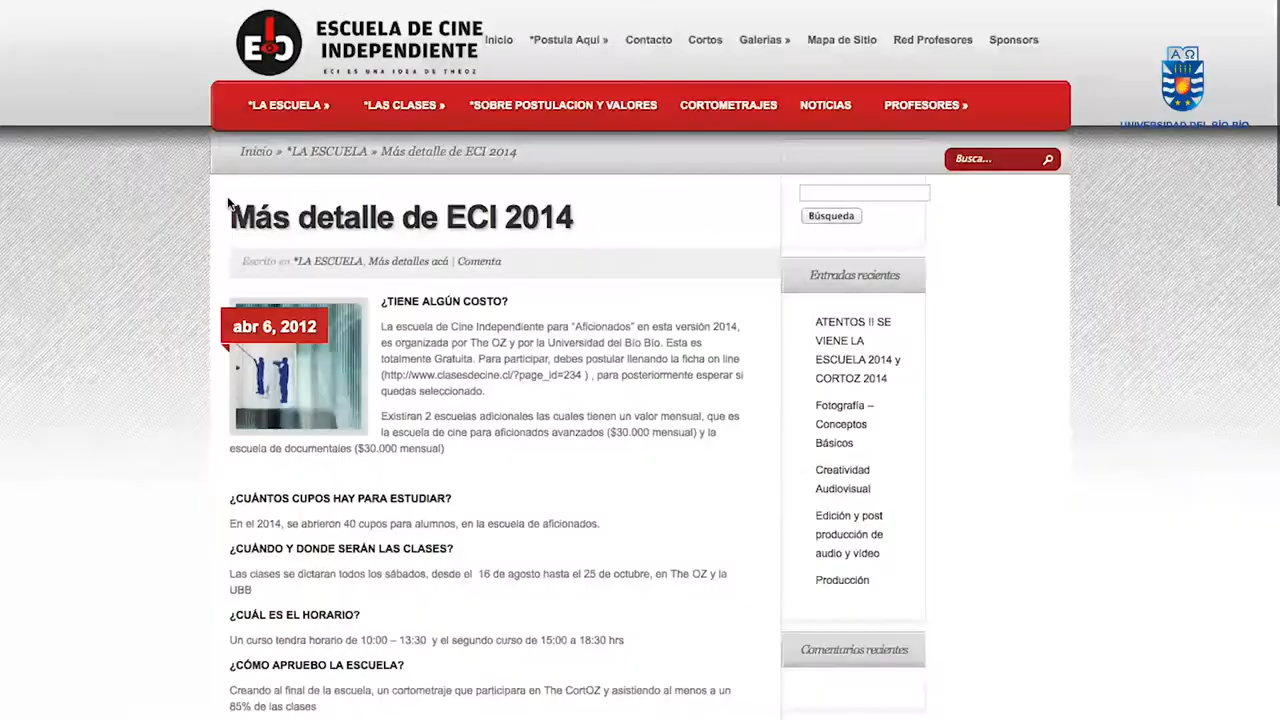 ESCUELA DE CINE
INDEPENDIENTE
ECI ES UNA IDEA DE THEOZ
Inicio *Postula Aqui » Contacto Cortos Galerias » Mapa de Sitio Red Profesores Sponsors
*LA ESCUELA » *LAS CLASES » *SOBRE POSTULACION Y VALORES CORTOMETRAJES NOTICIAS PROFESORES »
UNIVERSIDAD DEL BÍO BÍO
Inicio » *LA ESCUELA » Más detalle de ECI 2014
Busca...
Más detalle de ECI 2014
Búsqueda
Escrito en *LA ESCUELA, Más detalles acá | Comenta
abr 6, 2012
¿TIENE ALGÚN COSTO?
La escuela de Cine Independiente para "Aficionados" en esta versión 2014,
es organizada por The OZ y por la Universidad del Bío Bío. Esta es
totalmente Gratuita. Para participar, debes postular llenando la ficha on line
(http://www.clasesdecine.cl/?page_id=234 ) , para posteriormente esperar si
quedas seleccionado.
Existiran 2 escuelas adicionales las cuales tienen un valor mensual, que es
la escuela de cine para aficionados avanzados ($30.000 mensual) y la
escuela de documentales ($30.000 mensual)
¿CUÁNTOS CUPOS HAY PARA ESTUDIAR?
En el 2014, se abrieron 40 cupos para alumnos, en la escuela de aficionados.
¿CUÁNDO Y DONDE SERÁN LAS CLASES?
Las clases se dictaran todos los sábados, desde el 16 de agosto hasta el 25 de octubre, en The OZ y la
UBB
¿CUÁL ES EL HORARIO?
Un curso tendra horario de 10:00 – 13:30 y el segundo curso de 15:00 a 18:30 hrs
¿CÓMO APRUEBO LA ESCUELA?
Creando al final de la escuela, un cortometraje que participara en The CortOZ y asistiendo al menos a un
85% de las clases
Entradas recientes
ATENTOS !! SE
VIENE LA
ESCUELA 2014 y
CORTOZ 2014
Fotografía –
Conceptos
Básicos
Creatividad
Audiovisual
Edición y post
producción de
audio y vídeo
Producción
Comentarios recientes